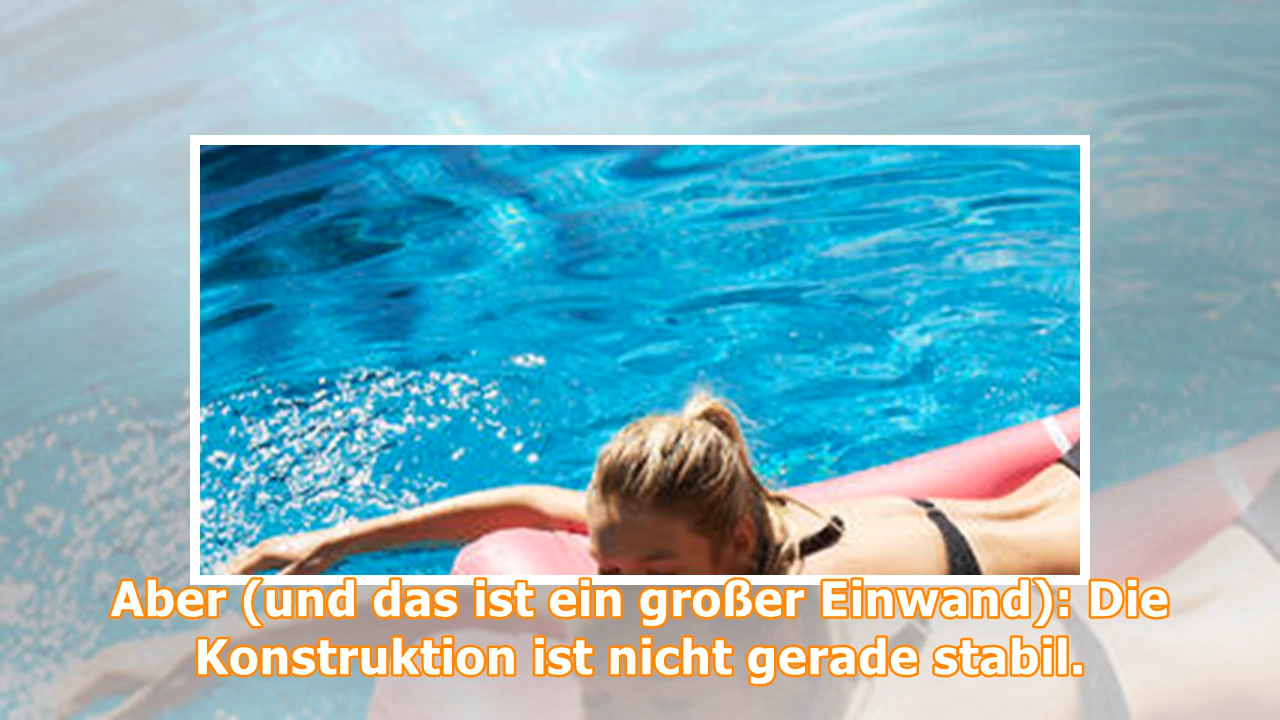 Aber (und das ist ein großer Einwand): Die
Konstruktion ist nicht gerade stabil.